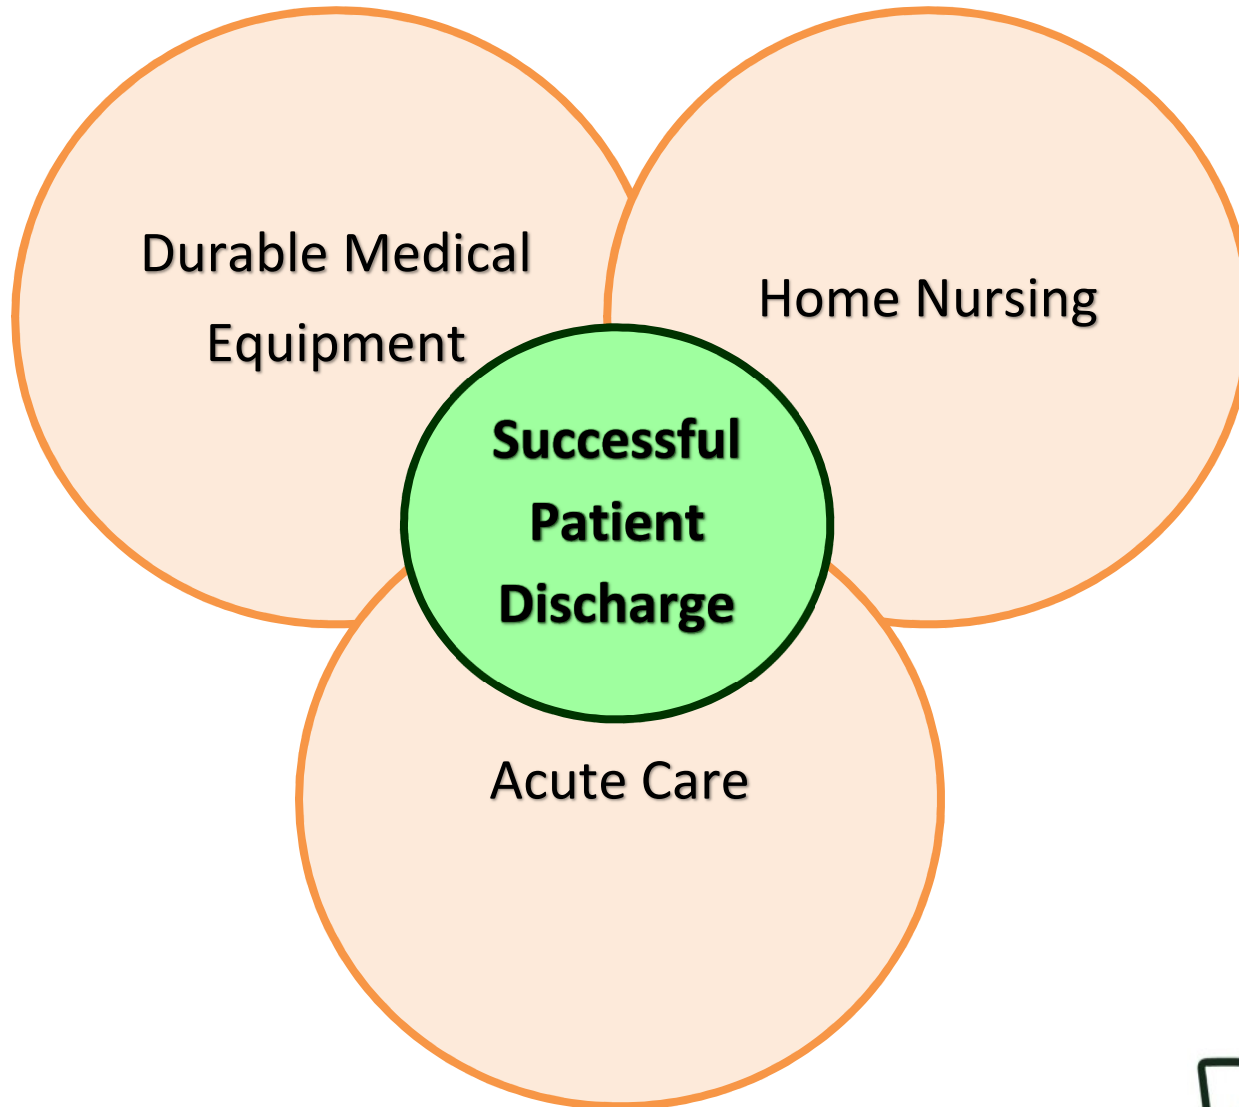 Durable Medical
Equipment
Home Nursing
Successful
Patient
Discharge
Acute Care